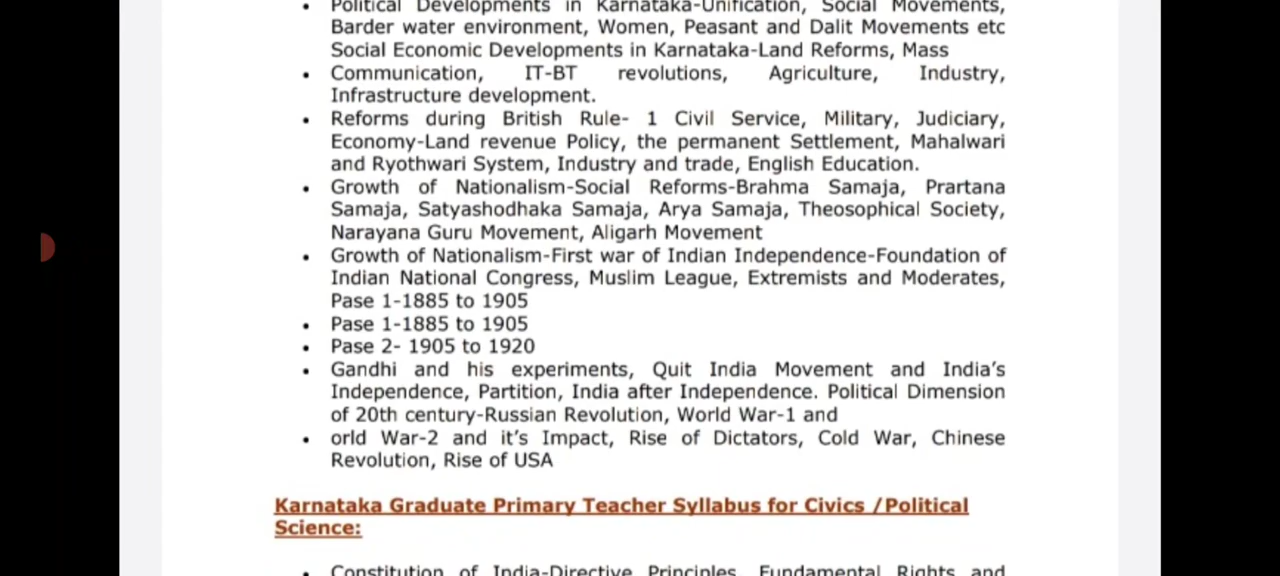 • Political Developments in Karnataka-Unification, Social Movements,
Barder water environment, Women, Peasant and Dalit Movements etc
Social Economic Developments in Karnataka-Land Reforms, Mass
• Communication, IT-BT revolutions, Agriculture, Industry,
Infrastructure development.
• Reforms during British Rule- 1 Civil Service, Military, Judiciary,
Economy-Land revenue Policy, the permanent Settlement, Mahalwari
and Ryothwari System, Industry and trade, English Education.
• Growth of Nationalism-Social Reforms-Brahma Samaja, Prartana
Samaja, Satyashodhaka Samaja, Arya Samaja, Theosophical Society,
Narayana Guru Movement, Aligarh Movement
• Growth of Nationalism-First war of Indian Independence-Foundation of
Indian National Congress, Muslim League, Extremists and Moderates,
Pase 1-1885 to 1905
• Pase 1-1885 to 1905
• Pase 2- 1905 to 1920
• Gandhi and his experiments, Quit India Movement and India's
Independence, Partition, India after Independence. Political Dimension
of 20th century-Russian Revolution, World War-1 and
• orld War-2 and it's Impact, Rise of Dictators, Cold War, Chinese
Revolution, Rise of USA
Karnataka Graduate Primary Teacher Syllabus for Civics /Political
Science:
• Constitution of India-Directive Principles, Fundamental Rights and